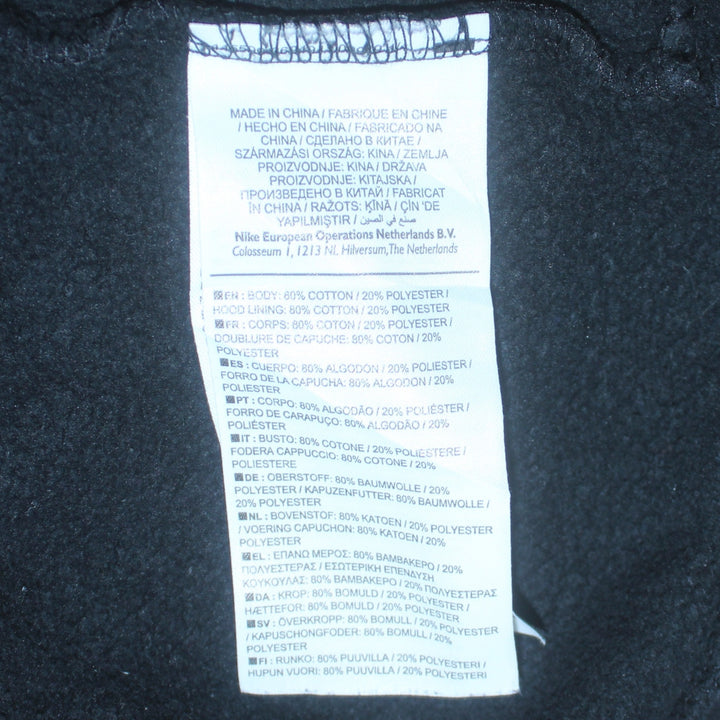 MADE IN CHINA / FABRIQUE EN CHINE
/ HECHO EN CHINA / FABRICADO NA
CHINA / СДЕЛАНО В КИТАЕ /
SZÁRMAZÁSI ORSZÁG: KINA / ZEMLJA
PROIZVODNJE: KINA / DRŽAVA
PROIZVODNJE: KITAJSKA /
ПРОИЗВЕДЕНО В КИТАЙ / FABRICAT
ÎN CHINA / RAŽOTS: ĶĪNĀ / ÇİN 'DE
YAPILMIŞTIR / صنع في الصين
Nike European Operations Netherlands B.V.
Colosseum 1, 1213 NL Hilversum, The Netherlands
EN : BODY: 80% COTTON / 20% POLYESTER /
HOOD LINING: 80% COTTON / 20% POLYESTER
FR : CORPS: 80% COTON / 20% POLYESTER /
DOUBLURE DE CAPUCHE: 80% COTON / 20%
POLYESTER
ES : CUERPO: 80% ALGODON / 20% POLIESTER /
FORRO DE LA CAPUCHA: 80% ALGODON / 20%
POLIESTER
PT : CORPO: 80% ALGODÃO / 20% POLIÉSTER /
FORRO DE CARAPUÇO: 80% ALGODÃO / 20%
POLIÉSTER
IT : BUSTO: 80% COTONE / 20% POLIESTERE /
FODERA CAPPUCCIO: 80% COTONE / 20%
POLIESTERE
DE : OBERSTOFF: 80% BAUMWOLLE / 20%
POLYESTER / KAPUZENFUTTER: 80% BAUMWOLLE /
20% POLYESTER
NL : BOVENSTOF: 80% KATOEN / 20% POLYESTER
/ VOERING CAPUCHON: 80% KATOEN / 20%
POLYESTER
EL : ΕΠΑΝΩ ΜΕΡΟΣ: 80% ΒΑΜΒΑΚΕΡΟ / 20%
ΠΟΛΥΕΣΤΕΡΑΣ / ΕΣΩΤΕΡΙΚΗ ΕΠΕΝΔΥΣΗ
ΚΟΥΚΟΥΛΑΣ: 80% ΒΑΜΒΑΚΕΡΟ / 20% ΠΟΛΥΕΣΤΕΡΑΣ
DA : KROP: 80% BOMULD / 20% POLYESTER /
HÆTTEFOR: 80% BOMULD / 20% POLYESTER
SV : ÖVERKROPP: 80% BOMULL / 20% POLYESTER
/ KAPUSCHONGFODER: 80% BOMULL / 20%
POLYESTER
FI : RUNKO: 80% PUUVILLA / 20% POLYESTERI /
HUPUN VUORI: 80% PUUVILLA / 20% POLYESTERI